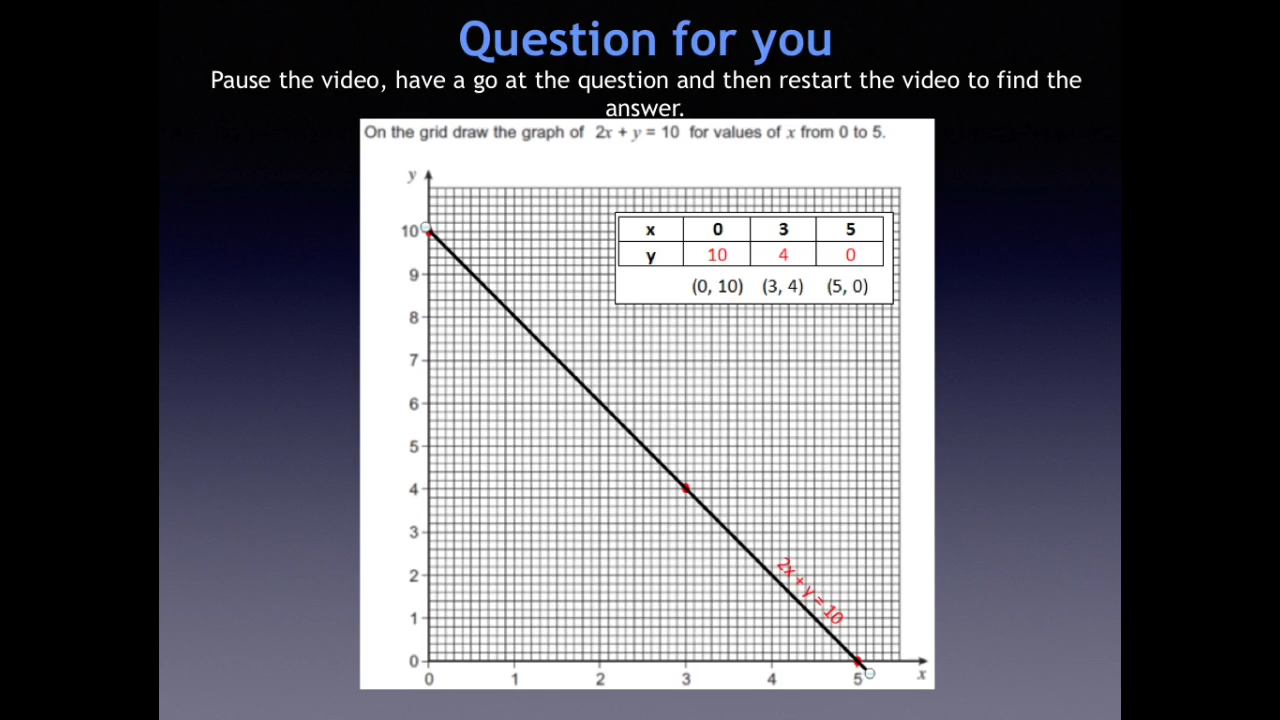 Question for you
Pause the video, have a go at the question and then restart the video to find the
answer.
On the grid draw the graph of 2x + y = 10 for values of x from 0 to 5.
y
x 0 3 5
y 10 4 0
(0, 10) (3, 4) (5, 0)
10
9
8
7
6
5
4
3
2
1
0
2x + y = 10
0 1 2 3 4 5 x